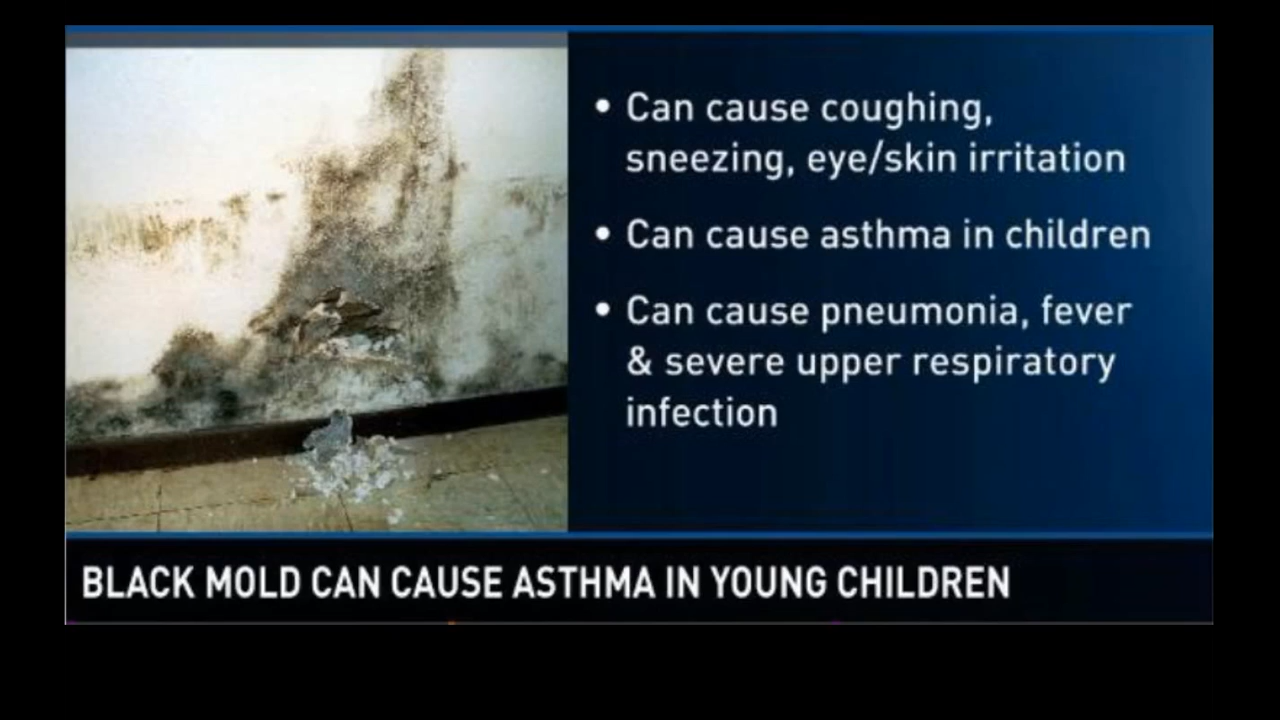 • Can cause coughing,
sneezing, eye/skin irritation
• Can cause asthma in children
• Can cause pneumonia, fever
& severe upper respiratory
infection
BLACK MOLD CAN CAUSE ASTHMA IN YOUNG CHILDREN